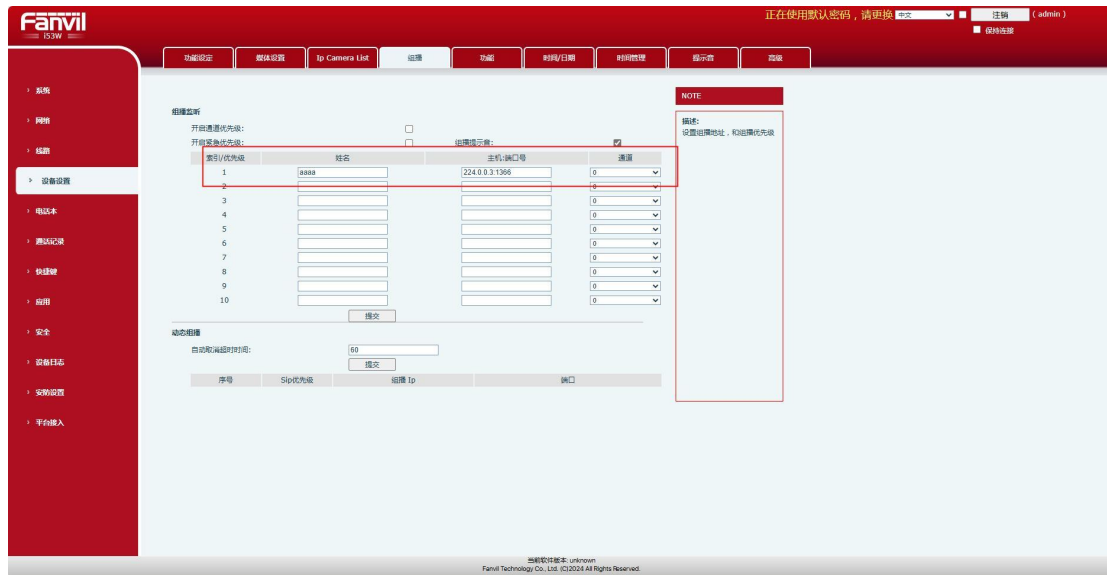 Fanvil
i53W
正在使用默认密码，请更换 中文 注销 (admin)
保持连接
功能设定 媒体设置 Ip Camera List 组播 功能 时间/日期 时间管理 提示音 高级
系统
网络
线路
设备设置
电话本
通话记录
快捷键
应用
安全
设备日志
安防设置
平台接入
组播监听
开启通道优先级:
开启紧急优先级: 组播提示音:
索引/优先级 姓名 主机:端口号 通道
1 aaaa 224.0.0.3:1366 0
2 0
3 0
4 0
5 0
6 0
7 0
8 0
9 0
10 0
提交
动态组播
自动取消超时时间: 60
提交
序号 Sip优先级 组播 Ip 端口
NOTE
描述:
设置组播地址，和组播优先级
当前软件版本: unknown
Fanvil Technology Co., Ltd. (C)2024 All Rights Reserved.